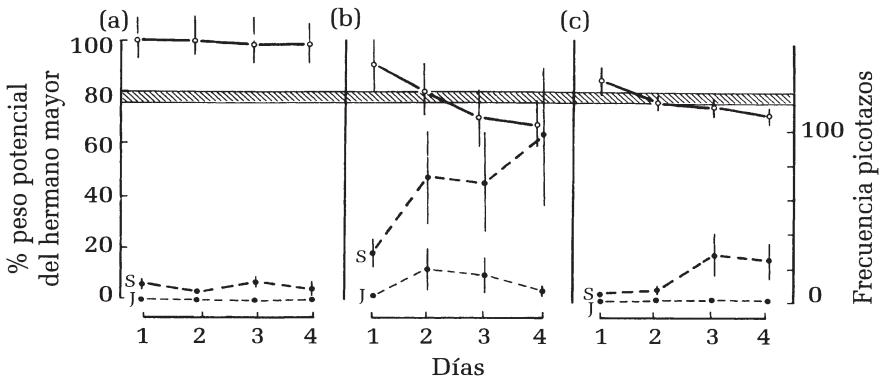 (a)
(b)
(c)
% peso potencial
del hermano mayor
100
80
60
40
20
0
S
J
1 2 3 4
S
J
1 2 3 4
S
J
1 2 3 4
100
0
Frecuencia picotazos
Días